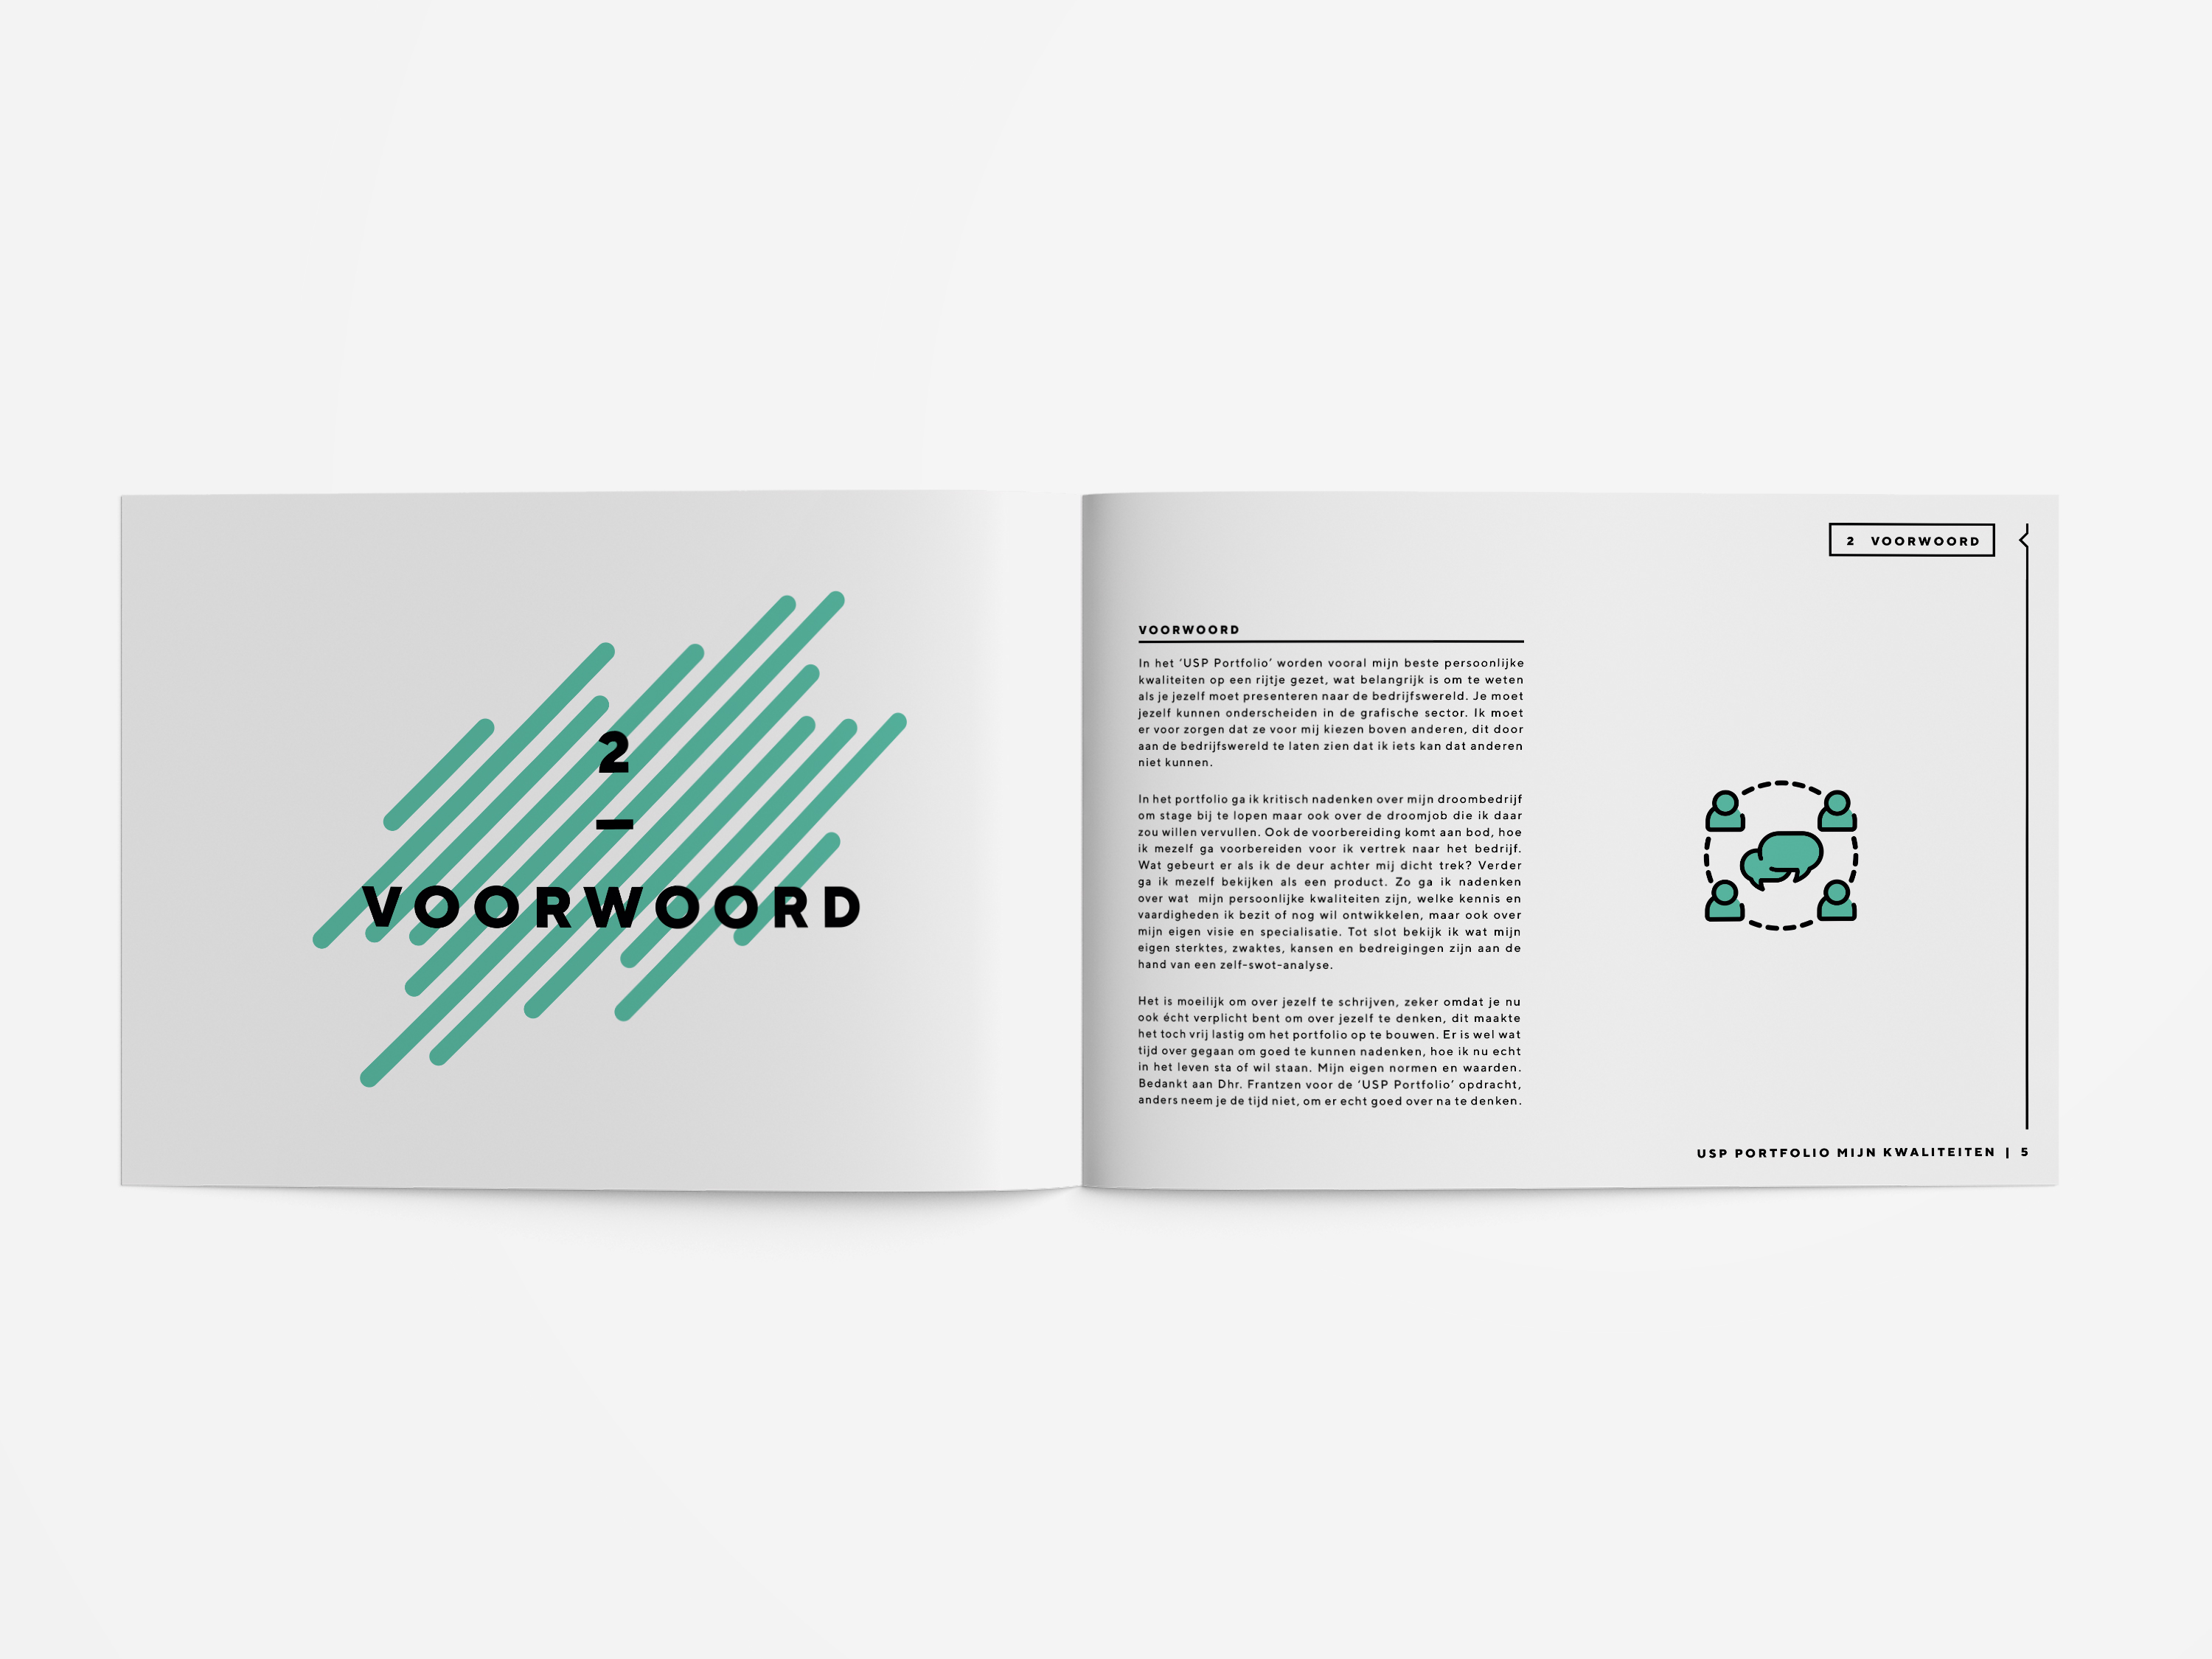 2
—
VOORWOORD
2 VOORWOORD
VOORWOORD
In het ‘USP Portfolio’ worden vooral mijn beste persoonlijke
kwaliteiten op een rijtje gezet, wat belangrijk is om te weten
als je jezelf moet presenteren naar de bedrijfswereld. Je moet
jezelf kunnen onderscheiden in de grafische sector. Ik moet
er voor zorgen dat ze voor mij kiezen boven anderen, dit door
aan de bedrijfswereld te laten zien dat ik iets kan dat anderen
niet kunnen.
In het portfolio ga ik kritisch nadenken over mijn droombedrijf
om stage bij te lopen maar ook over de droomjob die ik daar
zou willen vervullen. Ook de voorbereiding komt aan bod, hoe
ik mezelf ga voorbereiden voor ik vertrek naar het bedrijf.
Wat gebeurt er als ik de deur achter mij dicht trek? Verder
ga ik mezelf bekijken als een product. Zo ga ik nadenken
over wat mijn persoonlijke kwaliteiten zijn, welke kennis en
vaardigheden ik bezit of nog wil ontwikkelen, maar ook over
mijn eigen visie en specialisatie. Tot slot bekijk ik wat mijn
eigen sterktes, zwaktes, kansen en bedreigingen zijn aan de
hand van een zelf-swot-analyse.
Het is moeilijk om over jezelf te schrijven, zeker omdat je nu
ook écht verplicht bent om over jezelf te denken, dit maakte
het toch vrij lastig om het portfolio op te bouwen. Er is wel wat
tijd over gegaan om goed te kunnen nadenken, hoe ik nu echt
in het leven sta of wil staan. Mijn eigen normen en waarden.
Bedankt aan Dhr. Frantzen voor de ‘USP Portfolio’ opdracht,
anders neem je de tijd niet, om er echt goed over na te denken.
USP PORTFOLIO MIJN KWALITEITEN | 5